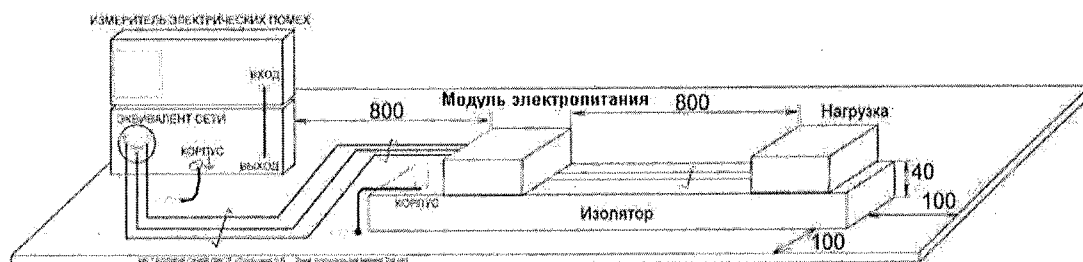 ИЗМЕРИТЕЛЬ ЭЛЕКТРИЧЕСКИХ ПОМЕХ
ВХОД
ЭКВИВАЛЕНТ СЕТИ
КОРПУС
ВЫХОД
800
Модуль электропитания
800
Нагрузка
КОРПУС
Изолятор
40
100
100